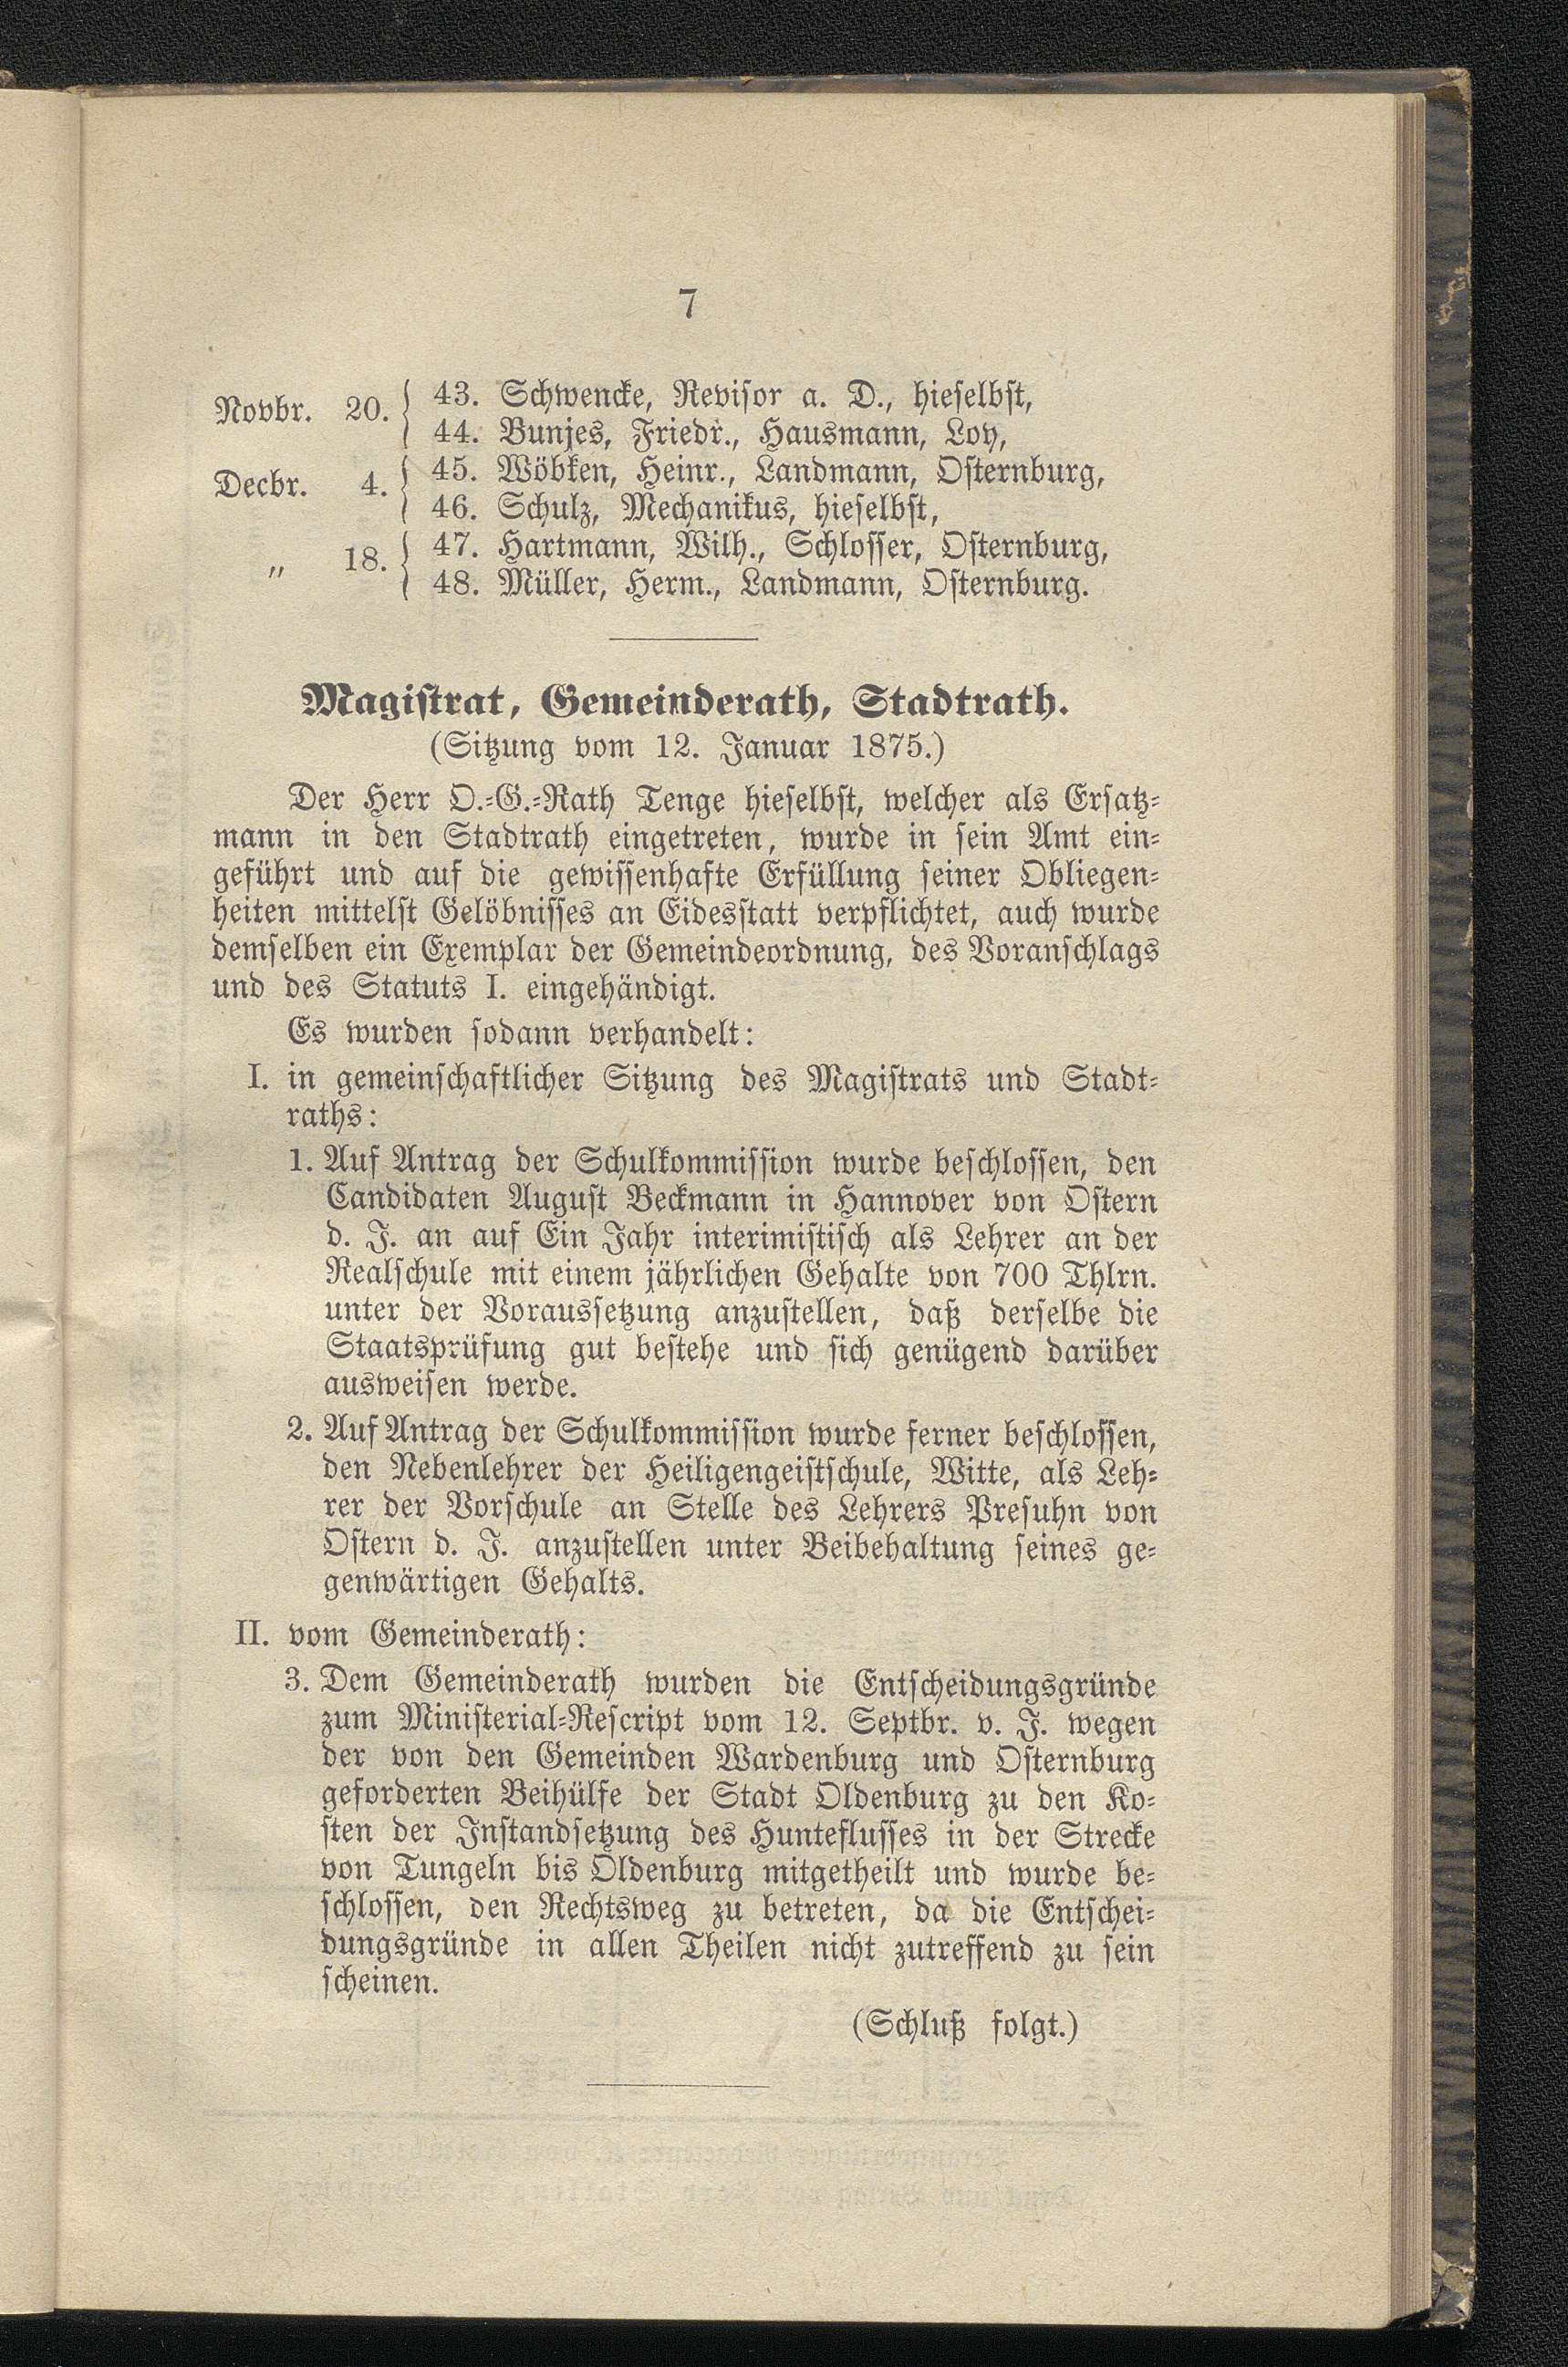 7
Novbr. 20. { 43. Schwencke, Revisor a. D., hieselbst,
44. Bunjes, Friedr., Hausmann, Loy,
Decbr. 4. { 45. Wöbken, Heinr., Landmann, Osternburg,
46. Schulz, Mechanikus, hieselbst,
„ 18. { 47. Hartmann, Wilh., Schlosser, Osternburg,
48. Müller, Herm., Landmann, Osternburg.
Magistrat, Gemeinderath, Stadtrath.
(Sitzung vom 12. Januar 1875.)
Der Herr O.-G.-Rath Tenge hieselbst, welcher als Ersatz-
mann in den Stadtrath eingetreten, wurde in sein Amt ein-
geführt und auf die gewissenhafte Erfüllung seiner Obliegen-
heiten mittelst Gelöbnisses an Eidesstatt verpflichtet, auch wurde
demselben ein Exemplar der Gemeindeordnung, des Voranschlags
und des Statuts I. eingehändigt.
Es wurden sodann verhandelt:
I. in gemeinschaftlicher Sitzung des Magistrats und Stadt-
raths:
1. Auf Antrag der Schulkommission wurde beschlossen, den
Candidaten August Beckmann in Hannover von Ostern
d. J. an auf Ein Jahr interimistisch als Lehrer an der
Realschule mit einem jährlichen Gehalte von 700 Thlrn.
unter der Voraussetzung anzustellen, daß derselbe die
Staatsprüfung gut bestehe und sich genügend darüber
ausweisen werde.
2. Auf Antrag der Schulkommission wurde ferner beschlossen,
den Nebenlehrer der Heiligengeistschule, Witte, als Leh-
rer der Vorschule an Stelle des Lehrers Presuhn von
Ostern d. J. anzustellen unter Beibehaltung seines ge-
genwärtigen Gehalts.
II. vom Gemeinderath:
3. Dem Gemeinderath wurden die Entscheidungsgründe
zum Ministerial-Rescript vom 12. Septbr. v. J. wegen
der von den Gemeinden Wardenburg und Osternburg
geforderten Beihülfe der Stadt Oldenburg zu den Ko-
sten der Instandsetzung des Hunteflusses in der Strecke
von Tungeln bis Oldenburg mitgetheilt und wurde be-
schlossen, den Rechtsweg zu betreten, da die Entschei-
dungsgründe in allen Theilen nicht zutreffend zu sein
scheinen.
(Schluß folgt.)